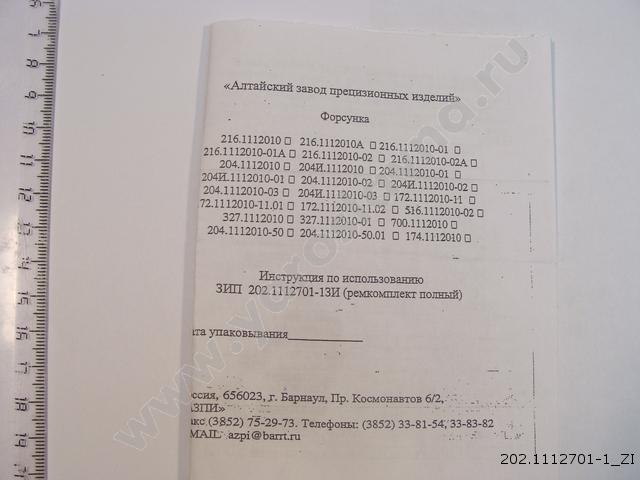 «Алтайский завод прецизионных изделий»
Форсунка
216.1112010 □ 216.1112010А □ 216.1112010-01 □
216.1112010-01А □ 216.1112010-02 □ 216.1112010-02А □
204.1112010 □ 204И.1112010 □ 204.1112010-01 □
204И.1112010-01 □ 204.1112010-02 □ 204И.1112010-02 □
204.1112010-03 □ 204И.1112010-03 □ 172.1112010-11 □
72.1112010-11.01 □ 172.1112010-11.02 □ 516.1112010-02 □
327.1112010 □ 327.1112010-01 □ 700.1112010 □
204.1112010-50 □ 204.1112010-50.01 □ 174.1112010 □
Инструкция по использованию
ЗИП 202.1112701-1ЗИ (ремкомплект полный)
ата упаковывания____________
оссия, 656023, г. Барнаул, Пр. Космонавтов 6/2,
АЗПИ»
акс (3852) 75-29-73. Телефоны: (3852) 33-81-54, 33-83-82
MAIL azpi@barrt.ru
202.1112701-1_ZI